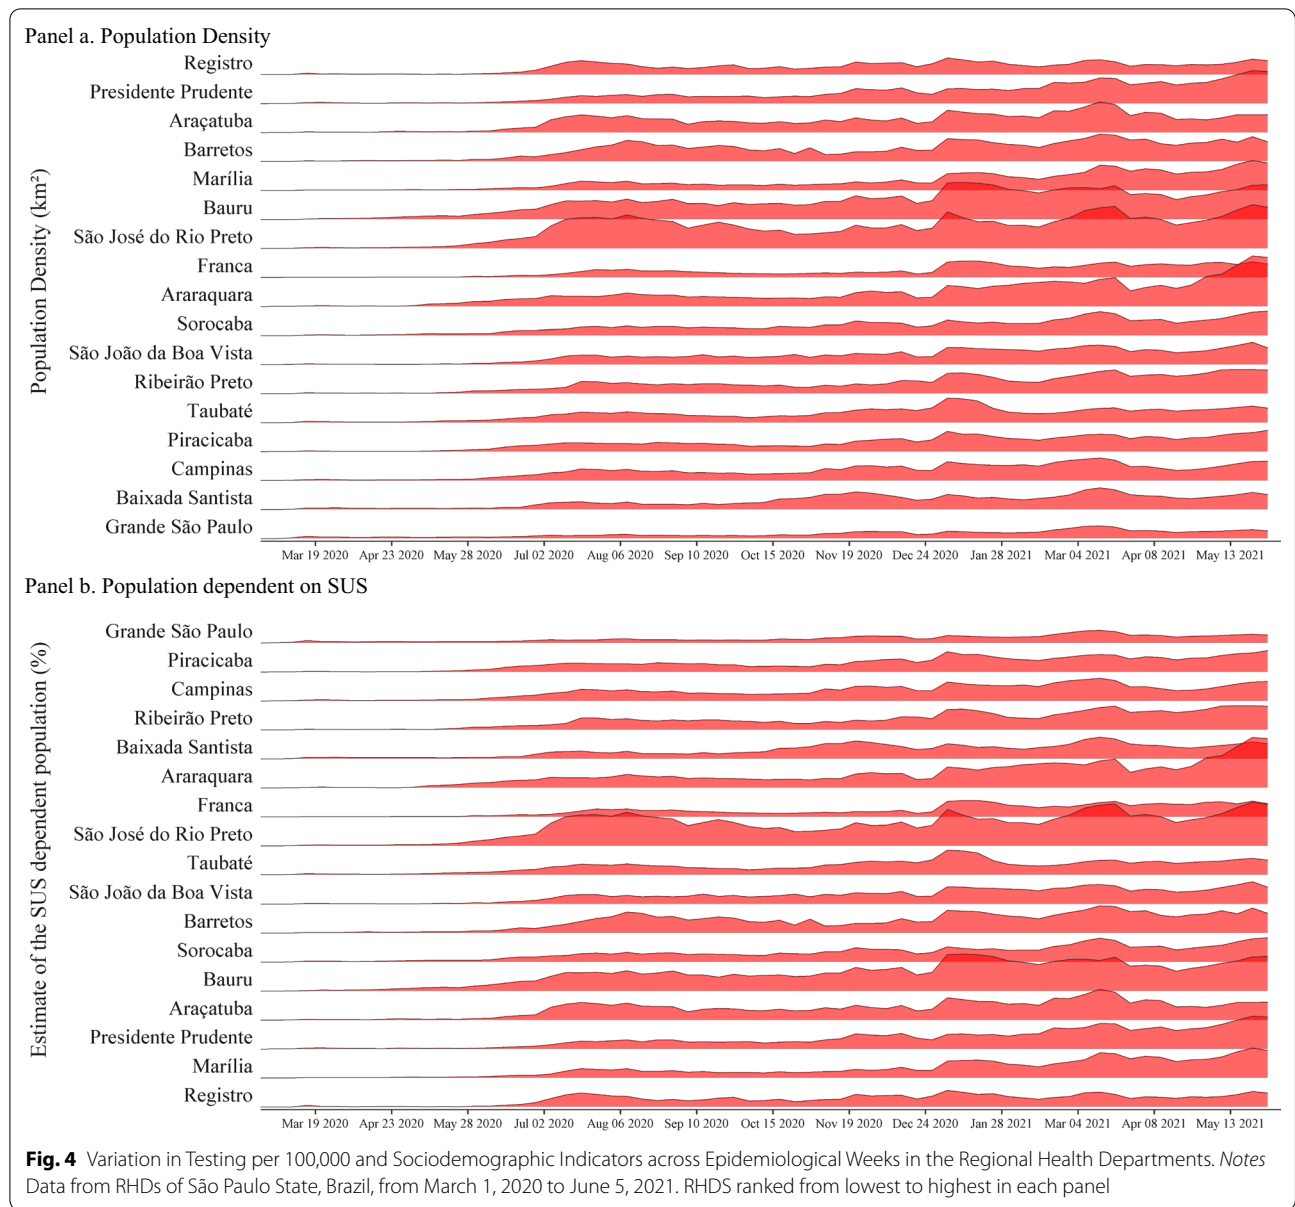 Panel a. Population Density
Population Density (km²)
Registro
Presidente Prudente
Araçatuba
Barretos
Marília
Bauru
São José do Rio Preto
Franca
Araraquara
Sorocaba
São João da Boa Vista
Ribeirão Preto
Taubaté
Piracicaba
Campinas
Baixada Santista
Grande São Paulo
Mar 19 2020 Apr 23 2020 May 28 2020 Jul 02 2020 Aug 06 2020 Sep 10 2020 Oct 15 2020 Nov 19 2020 Dec 24 2020 Jan 28 2021 Mar 04 2021 Apr 08 2021 May 13 2021
Panel b. Population dependent on SUS
Estimate of the SUS dependent population (%)
Grande São Paulo
Piracicaba
Campinas
Ribeirão Preto
Baixada Santista
Araraquara
Franca
São José do Rio Preto
Taubaté
São João da Boa Vista
Barretos
Sorocaba
Bauru
Araçatuba
Presidente Prudente
Marília
Registro
Mar 19 2020 Apr 23 2020 May 28 2020 Jul 02 2020 Aug 06 2020 Sep 10 2020 Oct 15 2020 Nov 19 2020 Dec 24 2020 Jan 28 2021 Mar 04 2021 Apr 08 2021 May 13 2021
Fig. 4 Variation in Testing per 100,000 and Sociodemographic Indicators across Epidemiological Weeks in the Regional Health Departments. Notes
Data from RHDs of São Paulo State, Brazil, from March 1, 2020 to June 5, 2021. RHDS ranked from lowest to highest in each panel